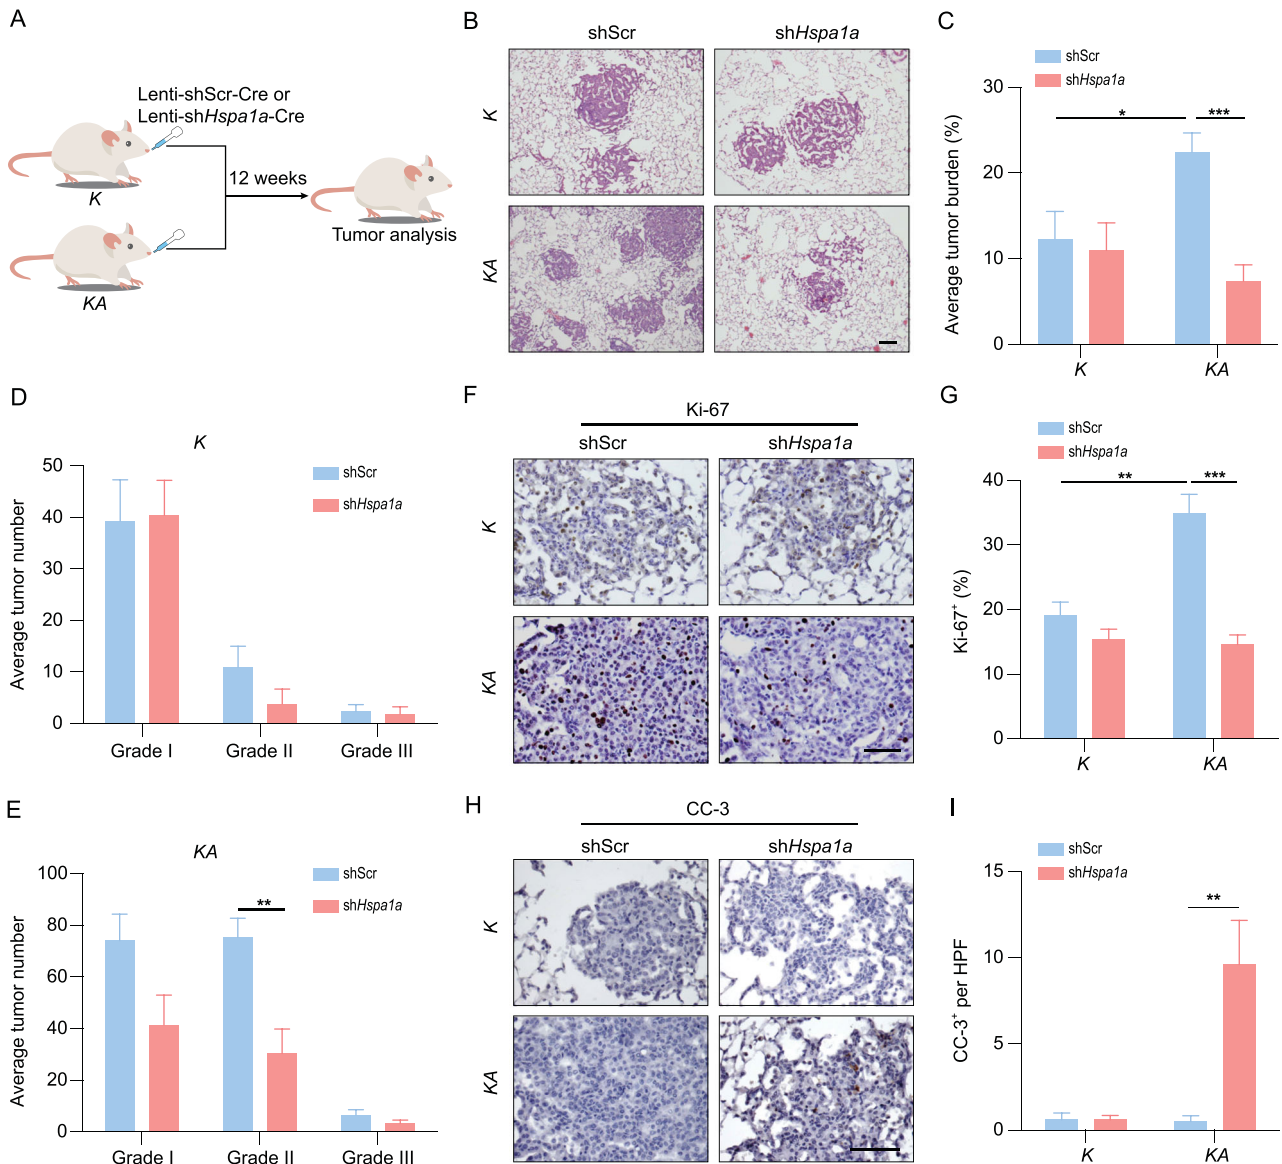 A
Lenti-shScr-Cre or
Lenti-shHspa1a-Cre
12 weeks
K
Tumor analysis
KA
B
shScr
shHspa1a
K
KA
C
shScr
shHspa1a
Average tumor burden (%)
30
20
10
0
*
***
K
KA
D
K
shScr
shHspa1a
Average tumor number
50
40
30
20
10
0
Grade I
Grade II
Grade III
E
KA
shScr
shHspa1a
Average tumor number
100
80
60
40
20
0
**
Grade I
Grade II
Grade III
F
Ki-67
shScr
shHspa1a
K
KA
G
shScr
shHspa1a
Ki-67⁺ (%)
40
30
20
10
0
**
***
K
KA
H
CC-3
shScr
shHspa1a
K
KA
I
shScr
shHspa1a
CC-3⁺ per HPF
15
10
5
0
**
K
KA